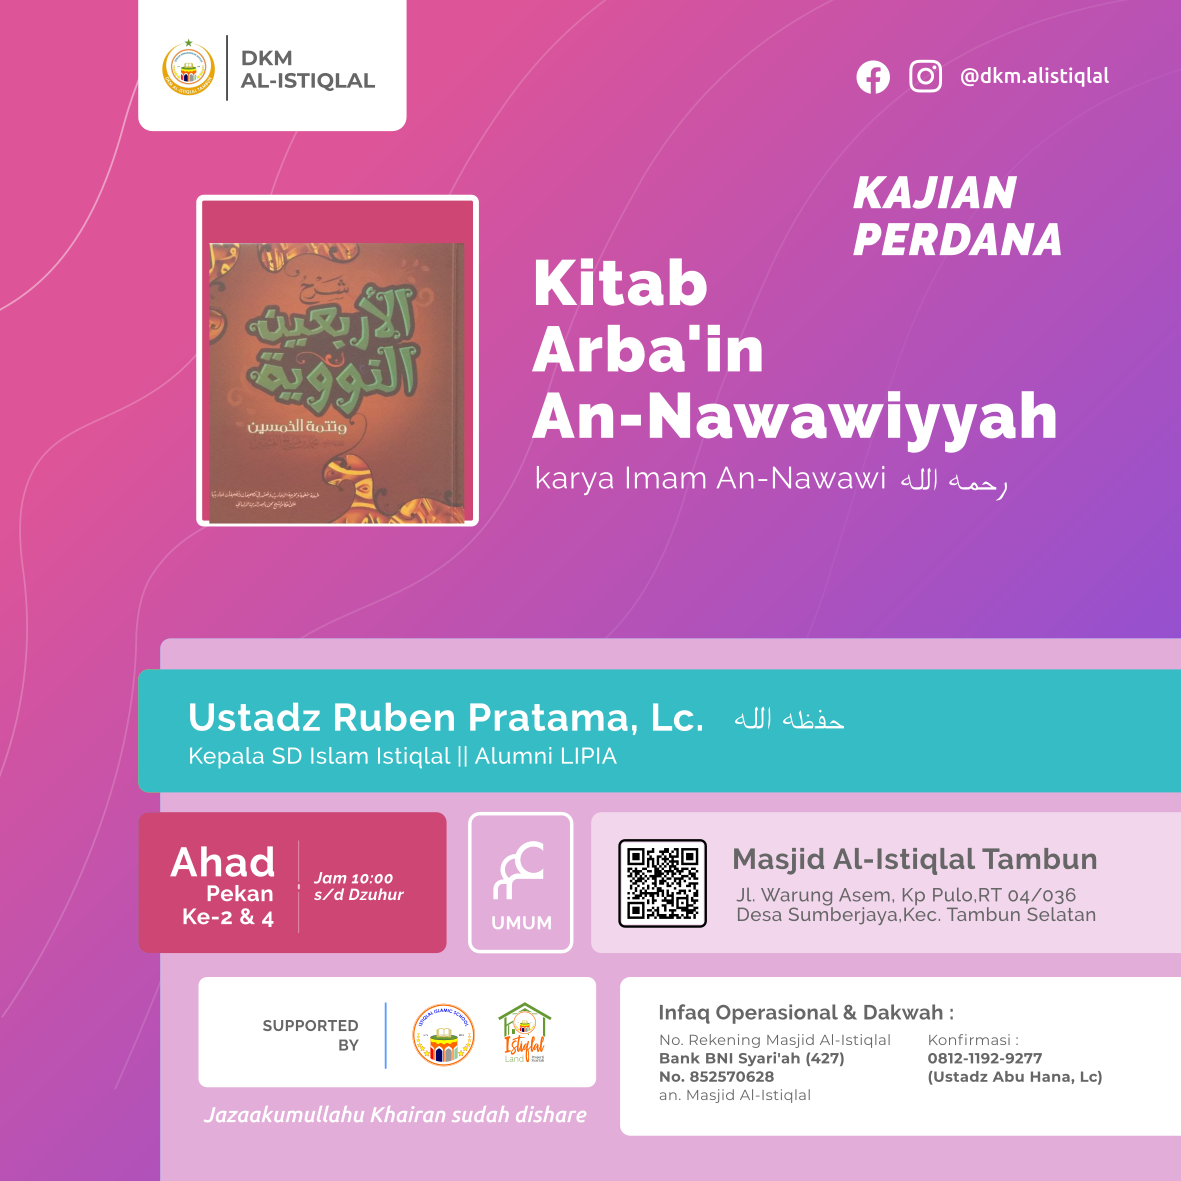 DKM
AL-ISTIQLAL
@dkm.alistiqlal
KAJIAN
PERDANA
شرح
الأربعين
النووية
وتتمة الخمسين
Kitab
Arba'in
An-Nawawiyyah
karya Imam An-Nawawi رحمه الله
Ustadz Ruben Pratama, Lc. حفظه الله
Kepala SD Islam Istiqlal || Alumni LIPIA
Ahad
Pekan
Ke-2 & 4
Jam 10:00
s/d Dzuhur
UMUM
Masjid Al-Istiqlal Tambun
Jl. Warung Asem, Kp Pulo,RT 04/036
Desa Sumberjaya,Kec. Tambun Selatan
SUPPORTED
BY
ISTIQLAL ISLAMIC SCHOOL
Istiqlal
Land
Jazaakumullahu Khairan sudah dishare
Infaq Operasional & Dakwah :
No. Rekening Masjid Al-Istiqlal
Bank BNI Syari'ah (427)
No. 852570628
an. Masjid Al-Istiqlal
Konfirmasi :
0812-1192-9277
(Ustadz Abu Hana, Lc)